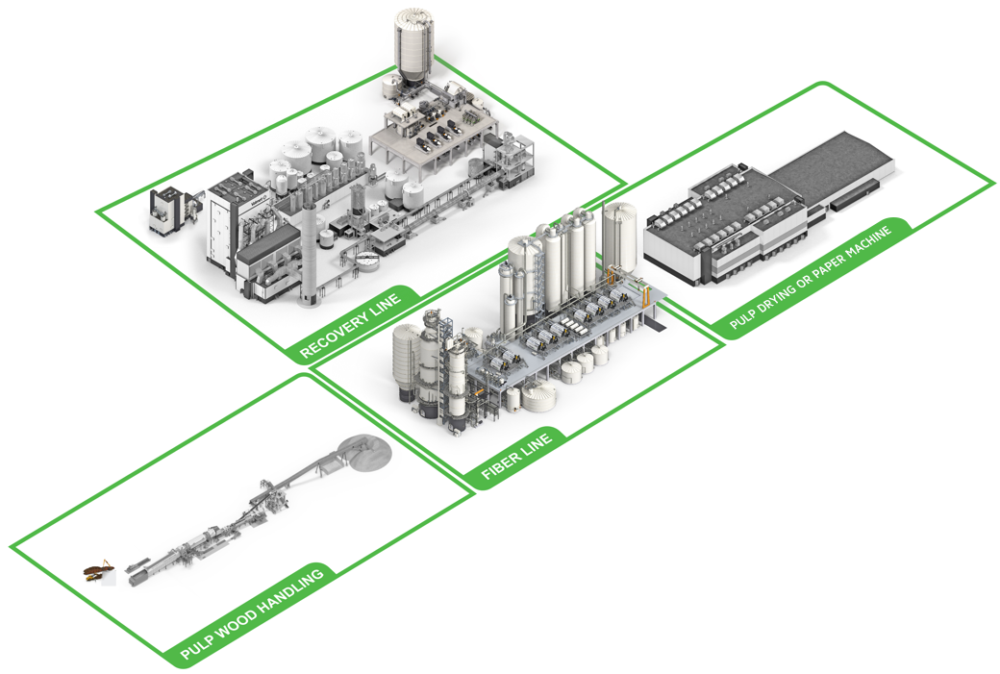 RECOVERY LINE
PULP DRYING OR PAPER MACHINE
FIBER LINE
PULP WOOD HANDLING